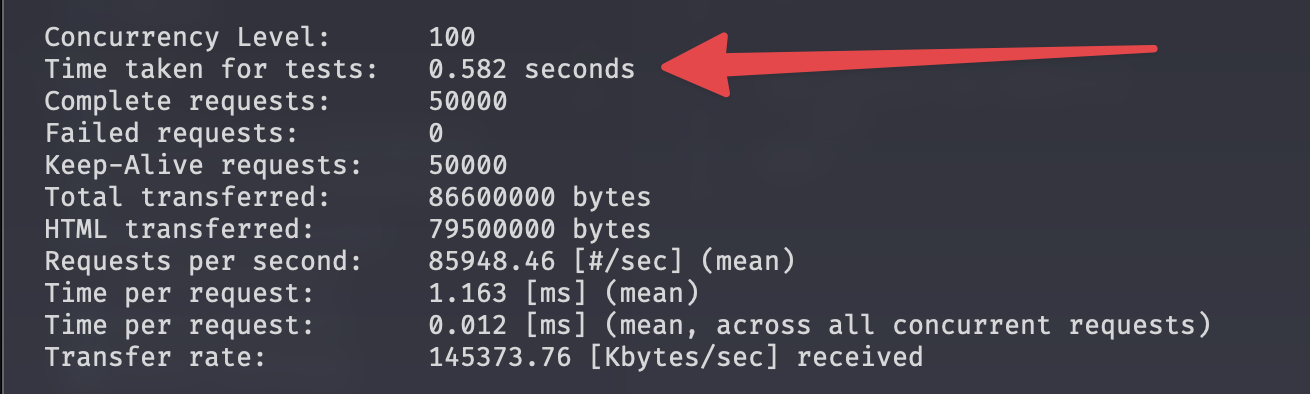 Concurrency Level: 100
Time taken for tests: 0.582 seconds
Complete requests: 50000
Failed requests: 0
Keep-Alive requests: 50000
Total transferred: 86600000 bytes
HTML transferred: 79500000 bytes
Requests per second: 85948.46 [#/sec] (mean)
Time per request: 1.163 [ms] (mean)
Time per request: 0.012 [ms] (mean, across all concurrent requests)
Transfer rate: 145373.76 [Kbytes/sec] received